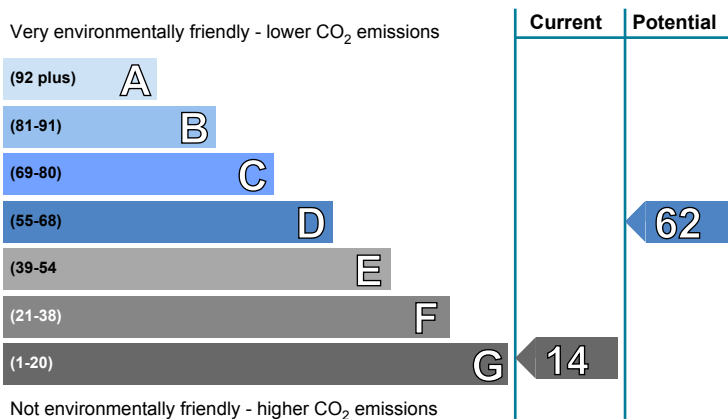 Current Potential
Very environmentally friendly - lower CO2 emissions
(92 plus) A
(81-91) B
(69-80) C
(55-68) D 62
(39-54 E
(21-38) F
(1-20) G 14
Not environmentally friendly - higher CO2 emissions